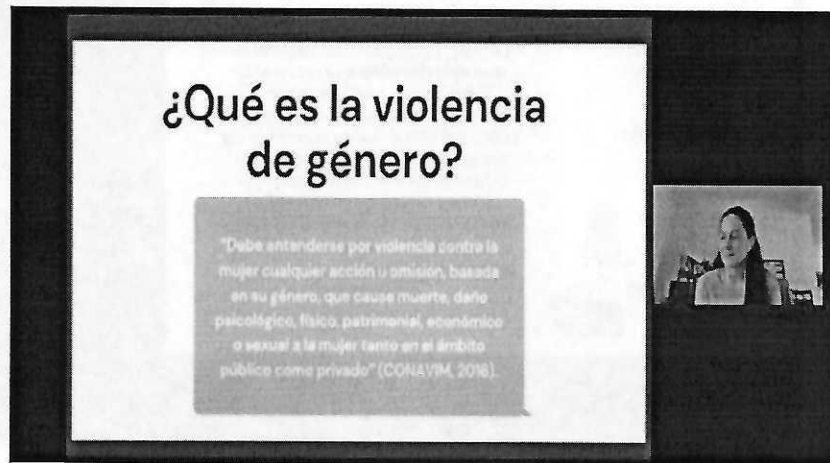 ¿Qué es la violencia
de género?
"Debe entenderse por violencia contra la
mujer cualquier acción u omisión, basada
en su género, que cause muerte, daño
psicológico, físico, patrimonial, económico
o sexual a la mujer tanto en el ámbito
público como privado" (CONAVIM, 2016).